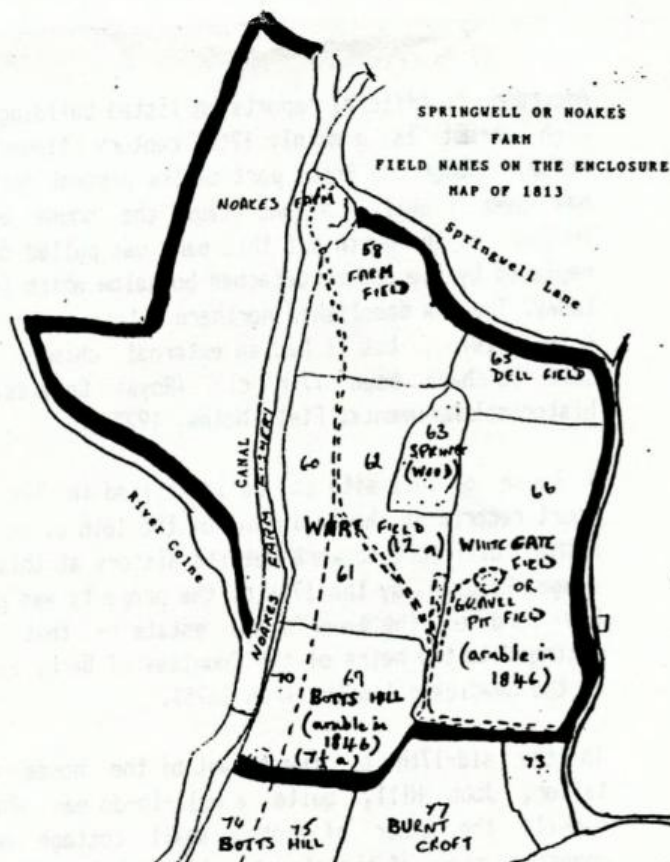 SPRINGWELL OR NOAKES
FARM
FIELD NAMES ON THE ENCLOSURE
MAP OF 1813
NOAKES FARM
Springwell Lane
58
FARM
FIELD
65
DELL FIELD
CANAL
NOAKES FARM FISHERY
River Colne
60
62
63
SPRING
(WOOD)
66
WARE FIELD
(12 a)
61
WHITE GATE
FIELD
OR
GRAVEL
PIT FIELD
(arable in
1846)
70
67
BOTTS HILL
(arable in
1846)
73
74
75
BOTTS HILL
77
BURNT
CROFT